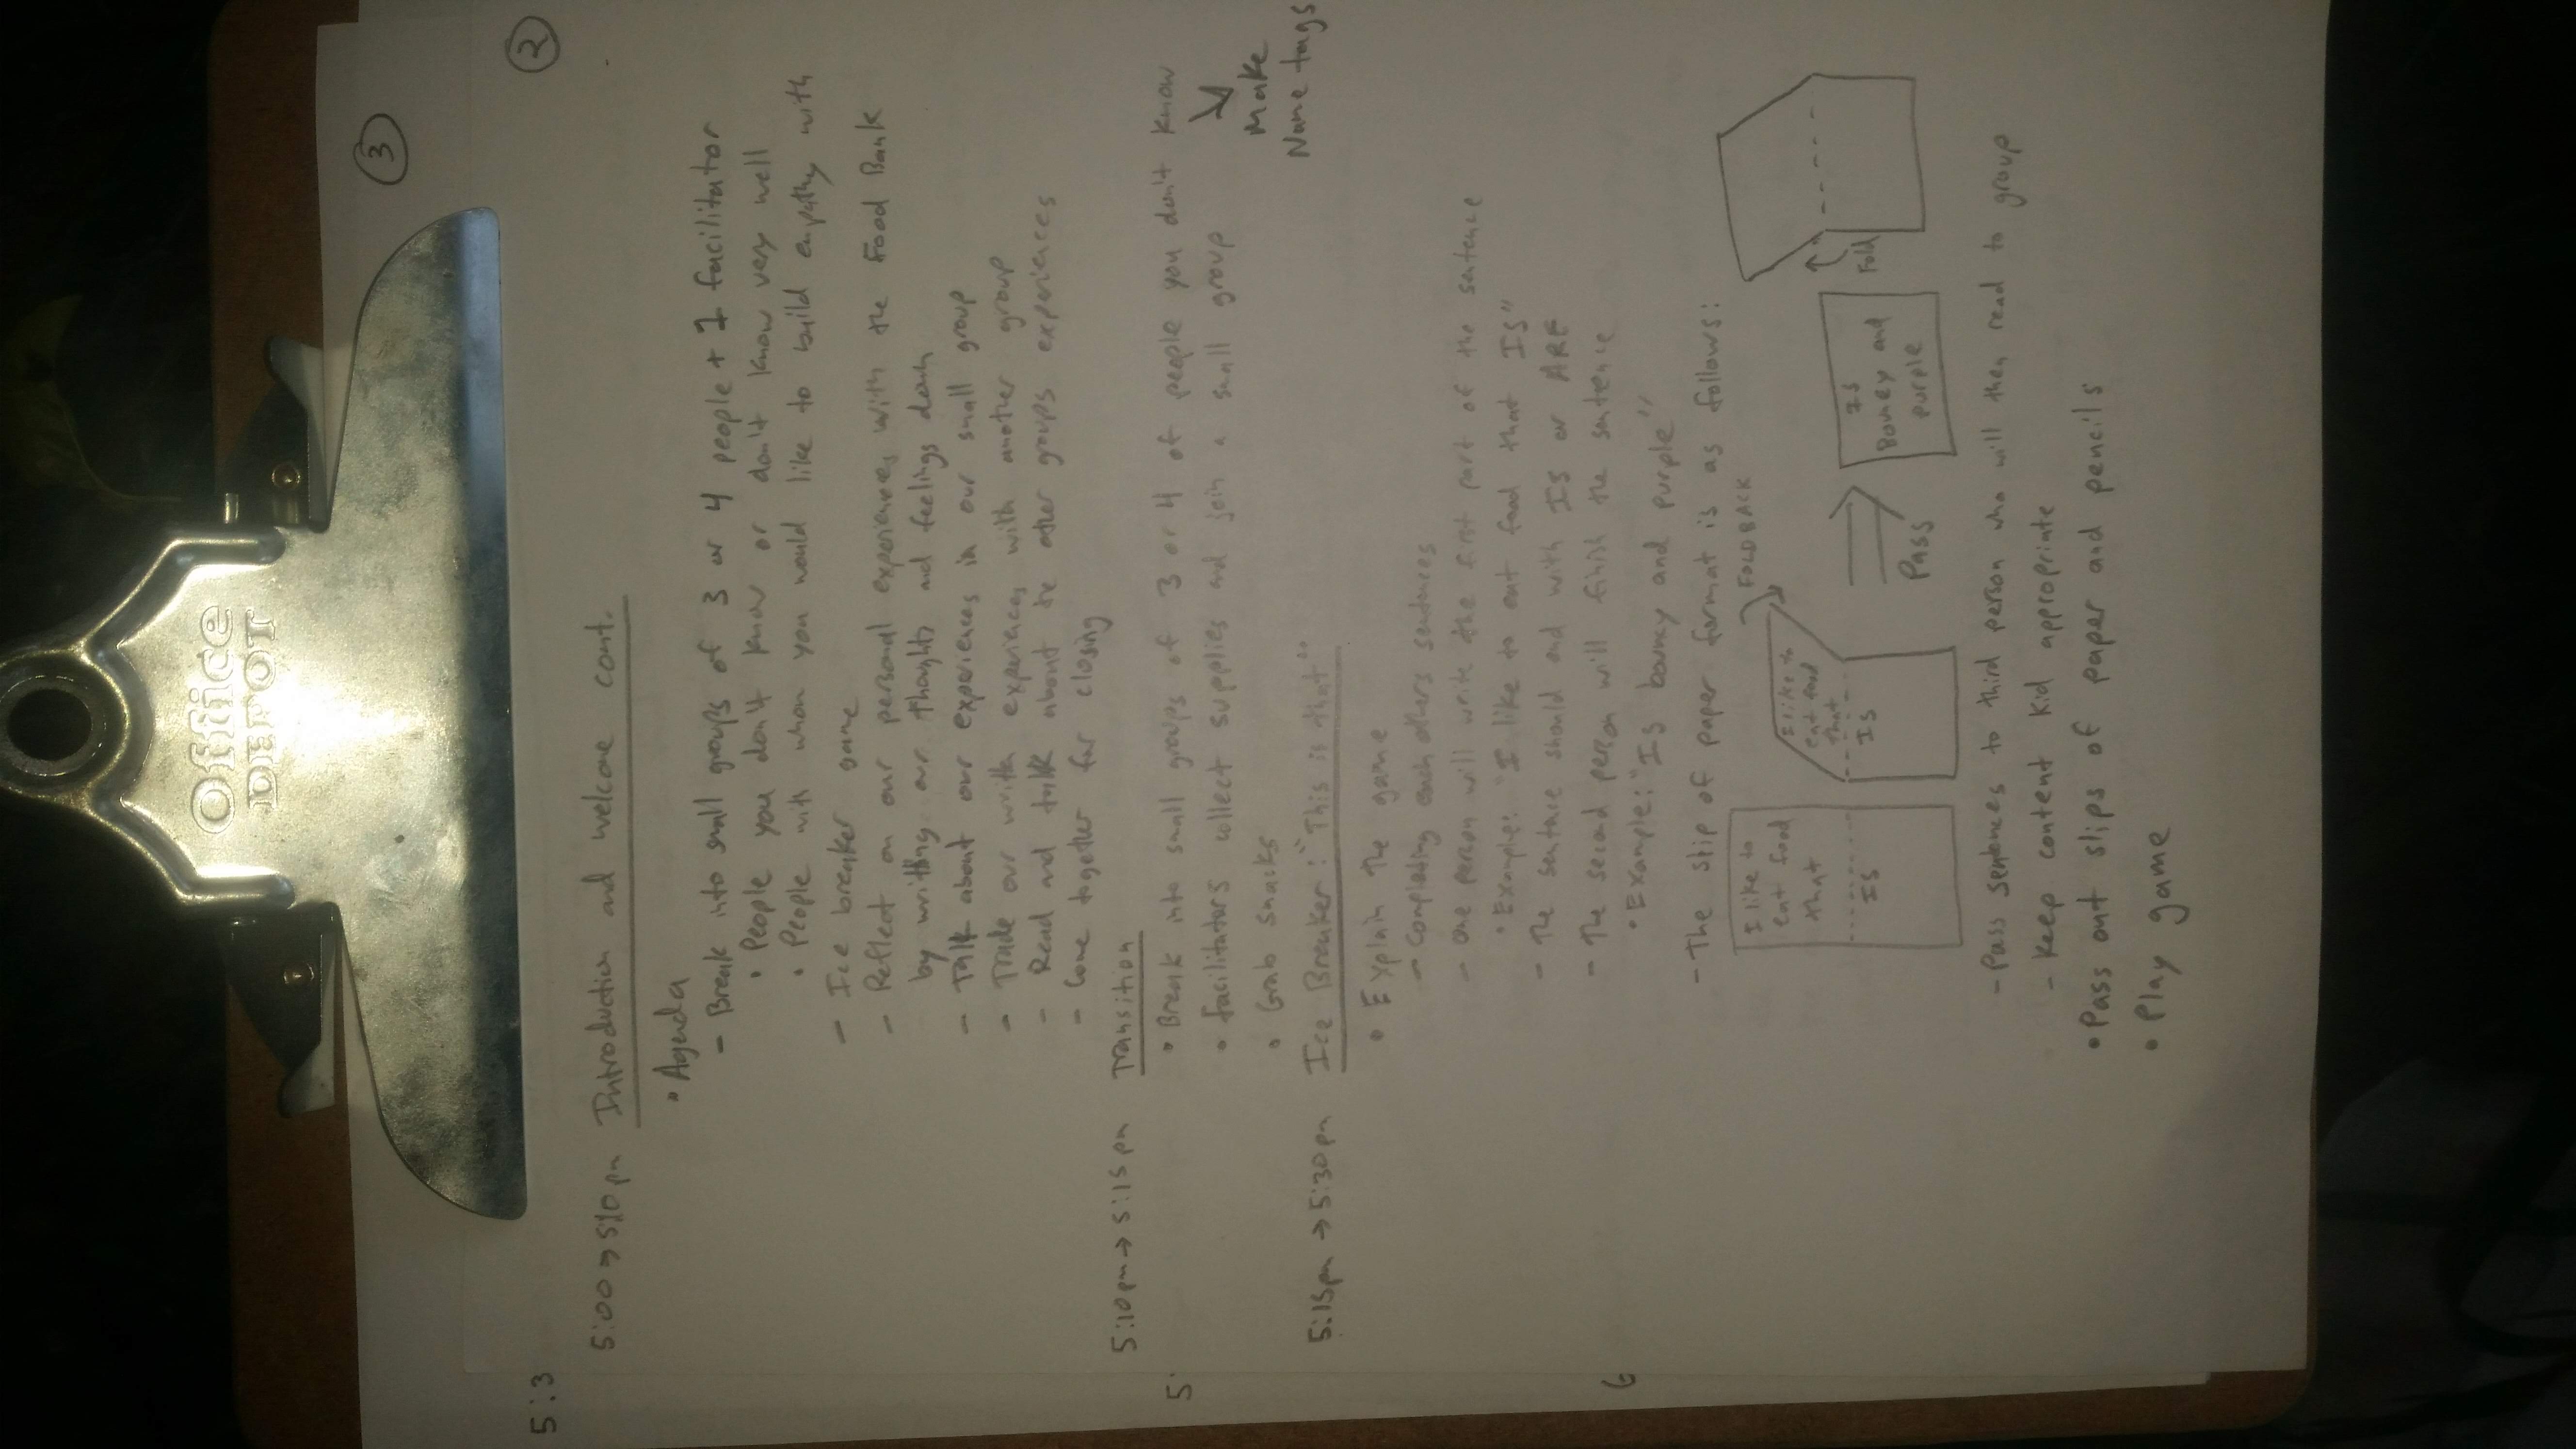 Office
DEPOT
3
5:3
2
5:00 → 5:10 pm Introduction and welcome cont.
• Agenda
- Break into small groups of 3 or 4 people + 1 facilitator
• People you don't know or don't know very well
• People with whom you would like to build empathy with
- Ice breaker game
- Reflect on our personal experiences with the Food Bank
by writing our thoughts and feelings down
- Talk about our experiences in our small group
- Trade our written experiences with another group
- Read and talk about the other groups experiences
- Come together for closing
5:10pm → 5:15pm Transition
5
• Break into small groups of 3 or 4 of people you don't know
• facilitators collect supplies and join a small group
Make
Name tags
• Grab snacks
5:15pm → 5:30pm Ice Breaker: "This is that"
• Explain the game
- Completing each others sentences
- One person will write the first part of the sentence
• Example: "I like to eat food that IS"
- The sentence should end with IS or ARE
- The second person will finish the sentence
6
• Example: "IS bouncy and purple"
- The slip of paper format is as follows:
I like to
eat food
that
IS
FOLD BACK
I like to
eat food
that
IS
Pass
IS
Bouncy and
purple
Fold
- Pass sentences to third person who will then read to group
- Keep content kid appropriate
• Pass out slips of paper and pencils
• Play game